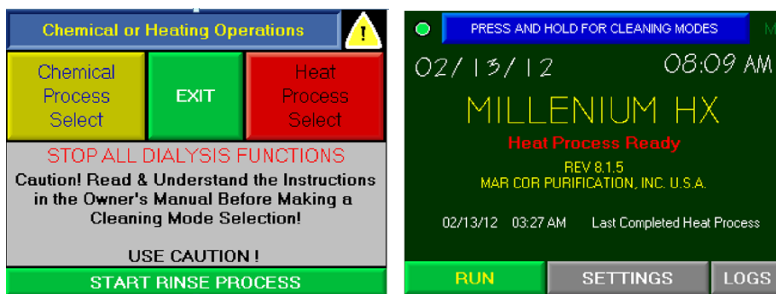 Chemical or Heating Operations
Chemical
Process
Select
EXIT
Heat
Process
Select
STOP ALL DIALYSIS FUNCTIONS
Caution! Read & Understand the Instructions
in the Owner's Manual Before Making a
Cleaning Mode Selection!
USE CAUTION !
START RINSE PROCESS
PRESS AND HOLD FOR CLEANING MODES
M
02/13/12 08:09 AM
MILLENIUM HX
Heat Process Ready
REV 8.1.5
MAR COR PURIFICATION, INC. U.S.A.
02/13/12 03:27 AM Last Completed Heat Process
RUN SETTINGS LOGS